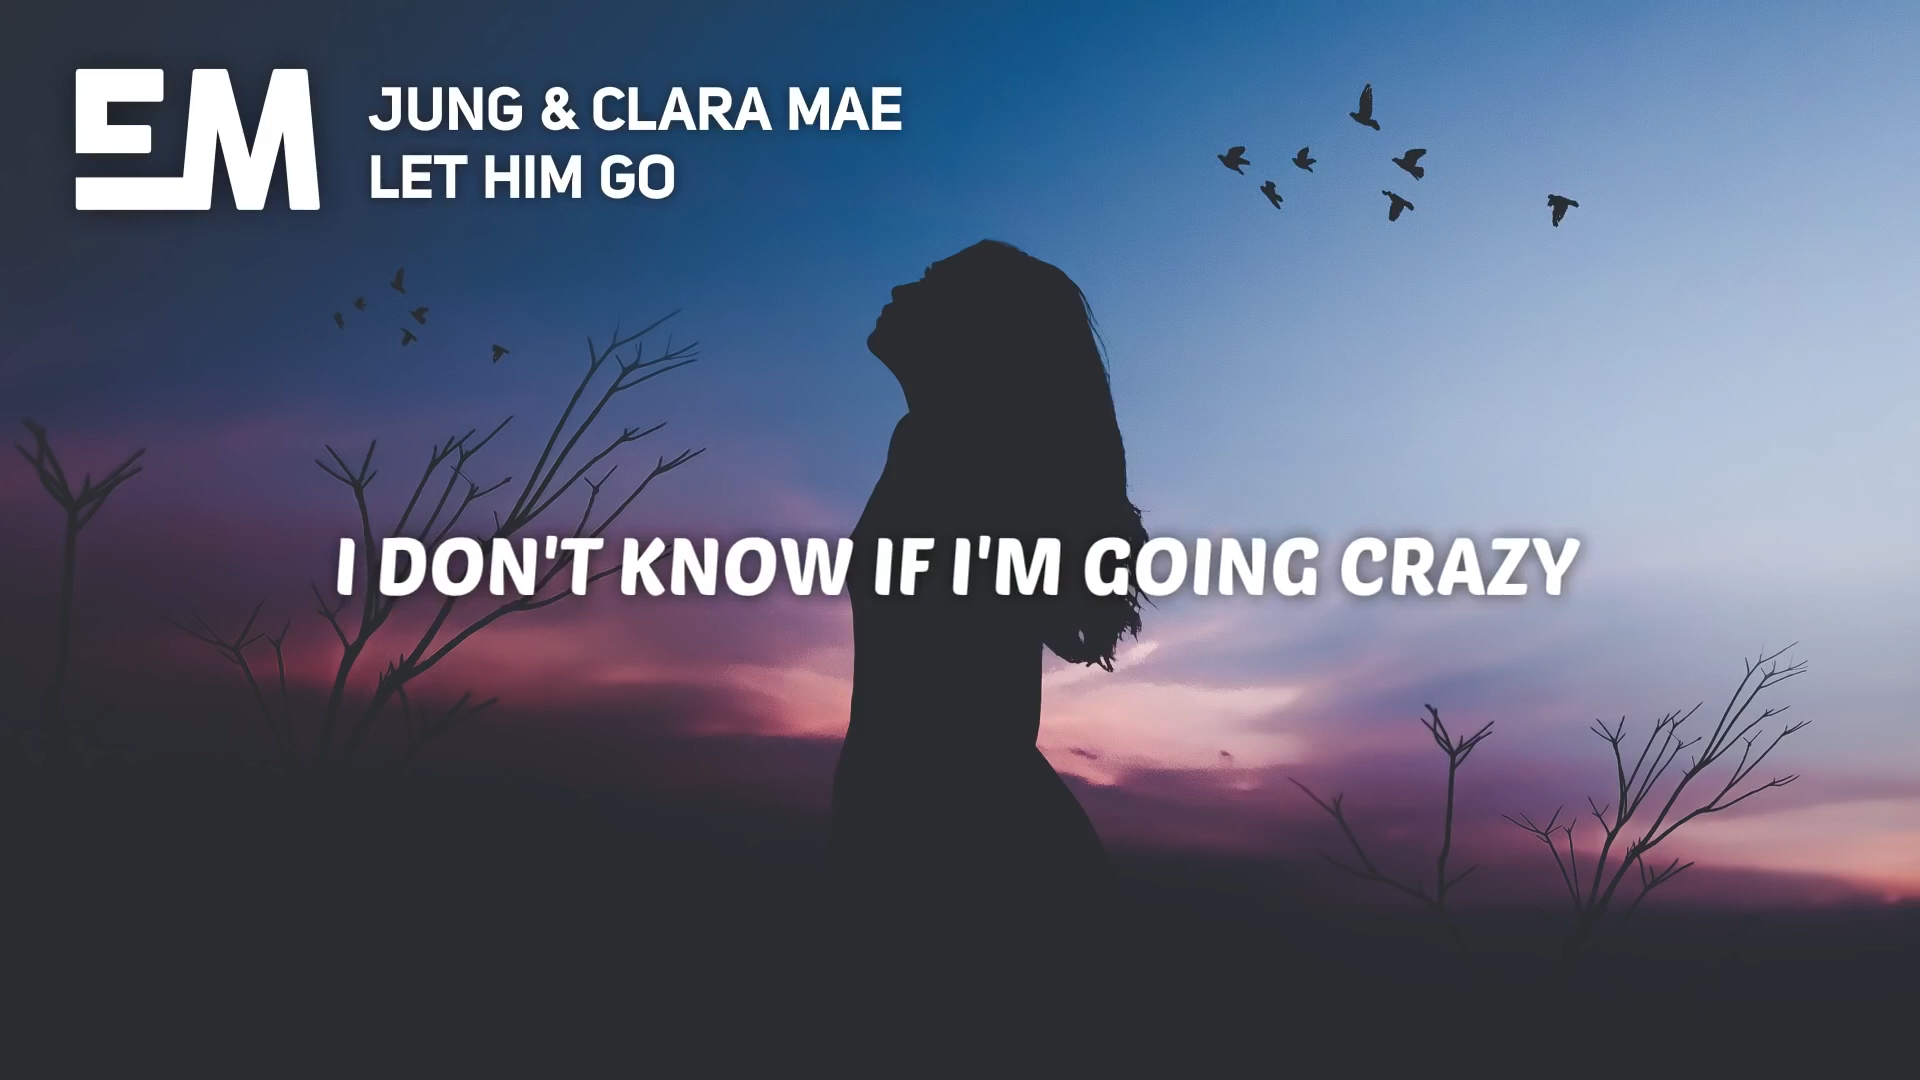 EM
JUNG & CLARA MAE
LET HIM GO
I DON'T KNOW IF I'M GOING CRAZY